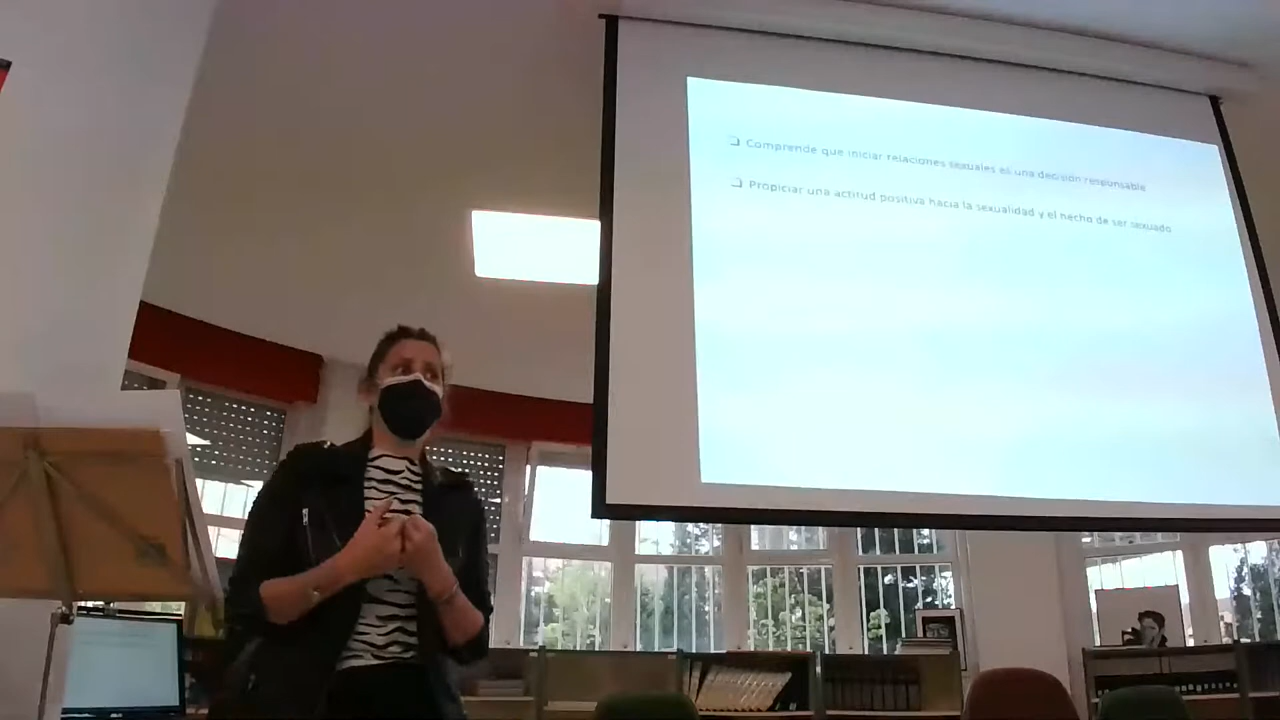 Comprende que iniciar relaciones sexuales es una decisión responsable
Propiciar una actitud positiva hacia la sexualidad y el hecho de ser sexuado